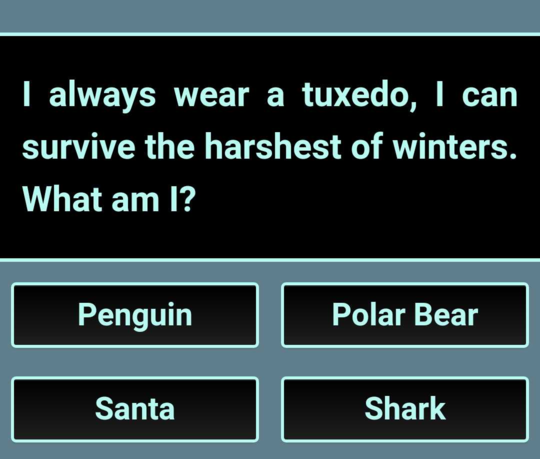 I always wear a tuxedo, I can
survive the harshest of winters.
What am I?
Penguin
Polar Bear
Santa
Shark